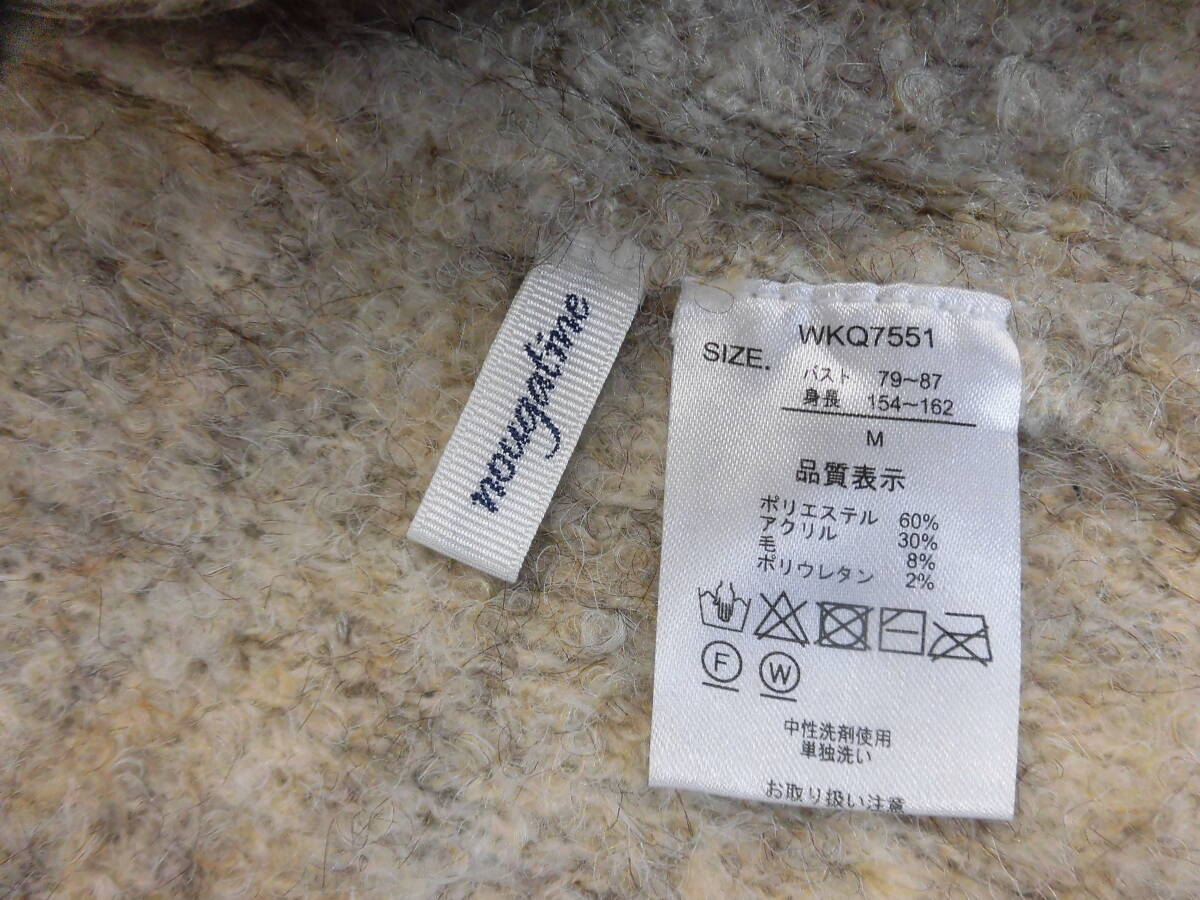 nougatine
WKQ7551
SIZE.
バスト 79～87
身長 154～162
M
品質表示
ポリエステル 60%
アクリル 30%
毛 8%
ポリウレタン 2%
F W
中性洗剤使用
単独洗い
お取り扱い注意